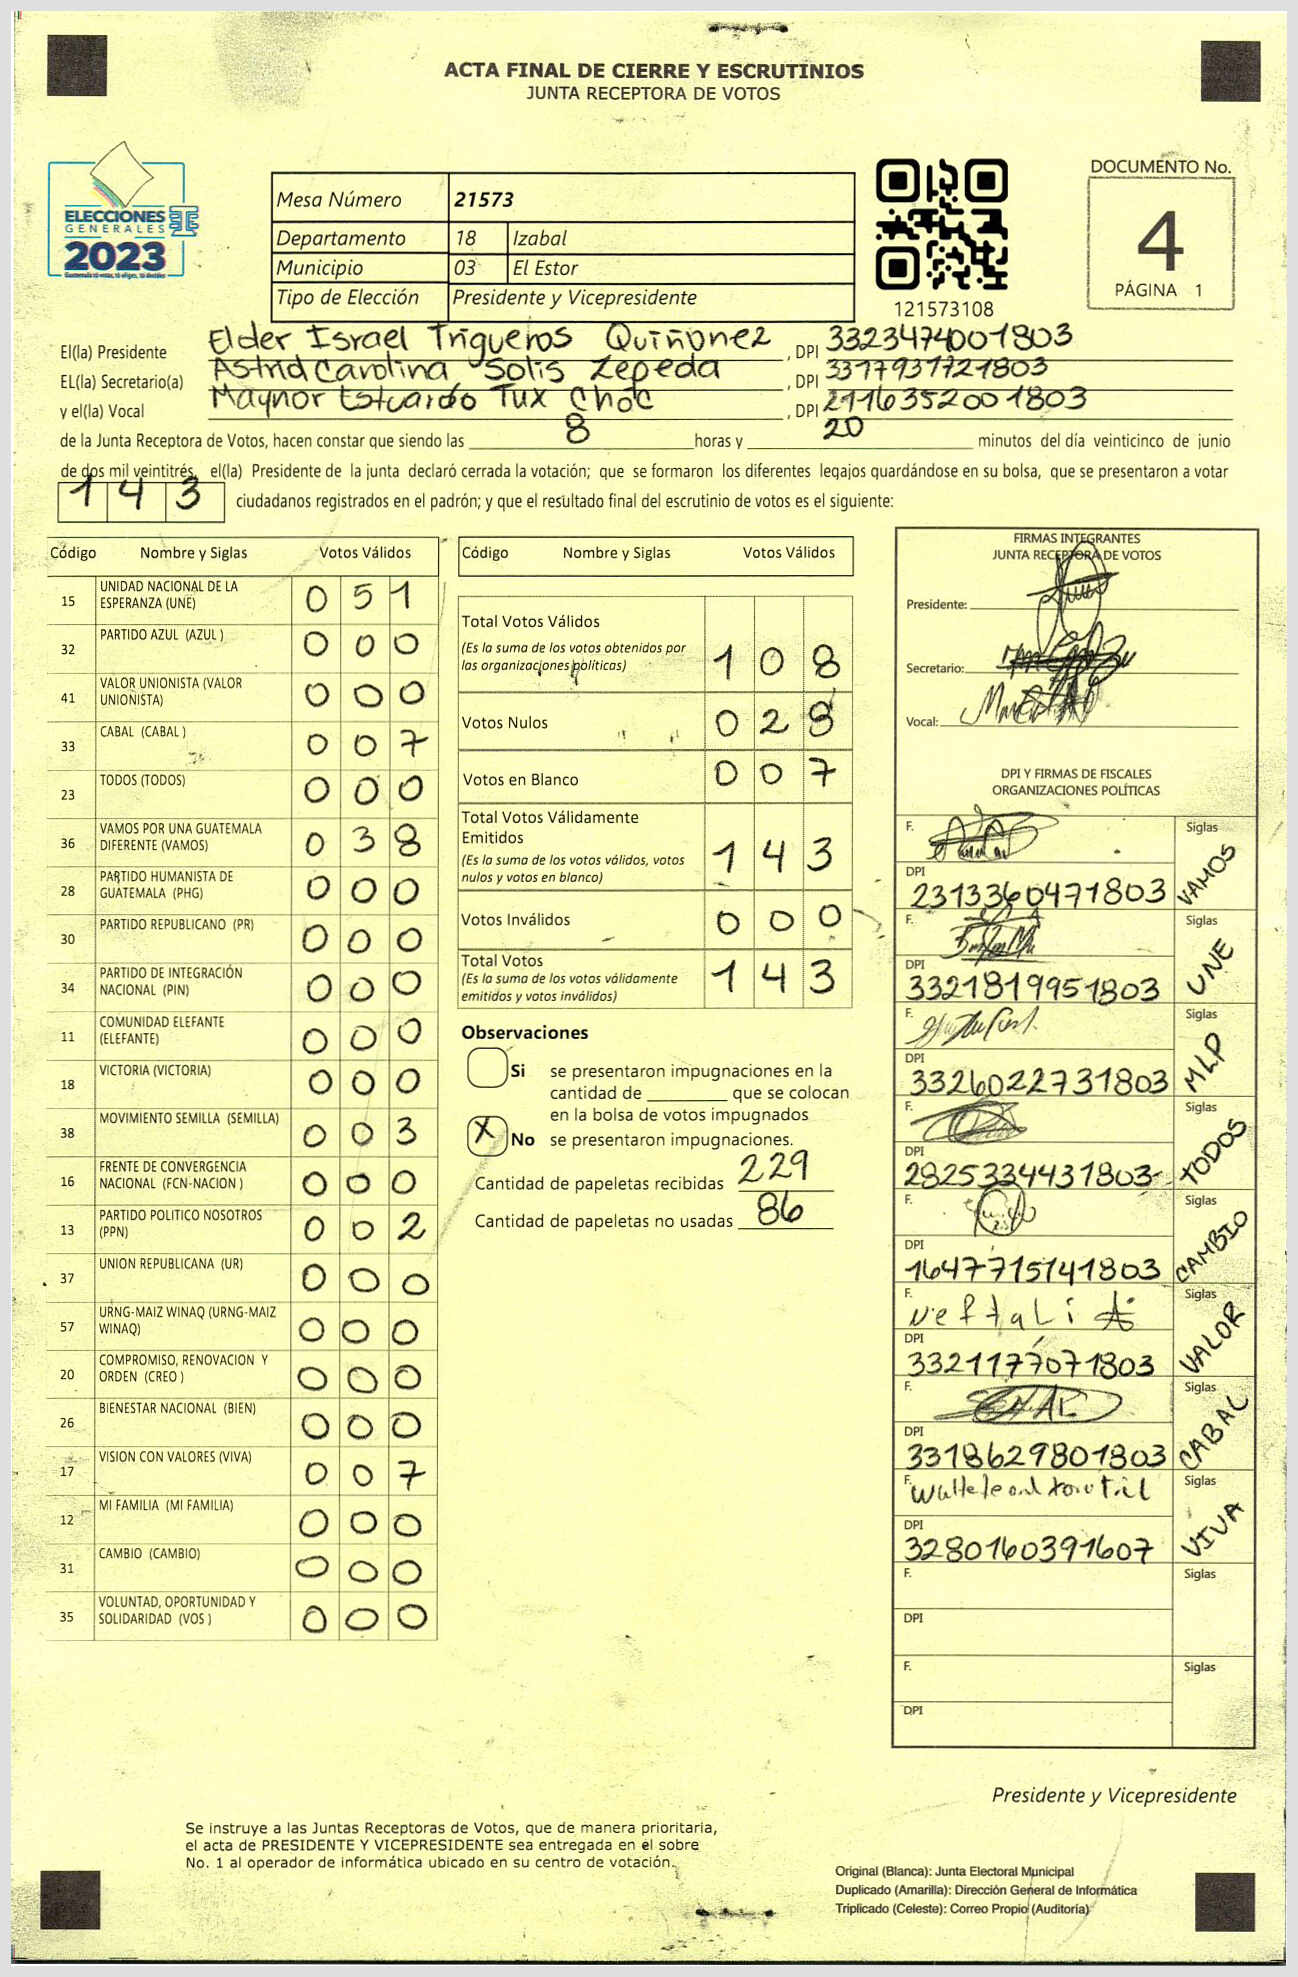 ACTA FINAL DE CIERRE Y ESCRUTINIOS
JUNTA RECEPTORA DE VOTOS
ELECCIONES
GENERALES
2023
Mesa Número 21573
Departamento 18 Izabal
Municipio 03 El Estor
Tipo de Elección Presidente y Vicepresidente
121573108
DOCUMENTO No.
4
PÁGINA 1
El(la) Presidente Elder Israel Trigueros Quiñonez , DPI 3323474001803
EL(la) Secretario(a) Astrid Carolina Solis Zepeda , DPI 3317793172 1803
y el(la) Vocal Maynor Estuardo Tux Choc , DPI 2116352001803
de la Junta Receptora de Votos, hacen constar que siendo las 8 horas y 20 minutos del día veinticinco de junio
de dos mil veintitrés, el(la) Presidente de la junta declaró cerrada la votación; que se formaron los diferentes legajos guardándose en su bolsa, que se presentaron a votar
143 ciudadanos registrados en el padrón; y que el resultado final del escrutinio de votos es el siguiente:
Código Nombre y Siglas Votos Válidos
15 UNIDAD NACIONAL DE LA ESPERANZA (UNE) 0 5 1
32 PARTIDO AZUL (AZUL ) 0 0 0
41 VALOR UNIONISTA (VALOR UNIONISTA) 0 0 0
33 CABAL (CABAL ) 0 0 7
23 TODOS (TODOS) 0 0 0
36 VAMOS POR UNA GUATEMALA DIFERENTE (VAMOS) 0 3 8
28 PARTIDO HUMANISTA DE GUATEMALA (PHG) 0 0 0
30 PARTIDO REPUBLICANO (PR) 0 0 0
34 PARTIDO DE INTEGRACIÓN NACIONAL (PIN) 0 0 0
11 COMUNIDAD ELEFANTE (ELEFANTE) 0 0 0
18 VICTORIA (VICTORIA) 0 0 0
38 MOVIMIENTO SEMILLA (SEMILLA) 0 0 3
16 FRENTE DE CONVERGENCIA NACIONAL (FCN-NACION ) 0 0 0
13 PARTIDO POLITICO NOSOTROS (PPN) 0 0 2
37 UNION REPUBLICANA (UR) 0 0 0
57 URNG-MAIZ WINAQ (URNG-MAIZ WINAQ) 0 0 0
20 COMPROMISO, RENOVACION Y ORDEN (CREO ) 0 0 0
26 BIENESTAR NACIONAL (BIEN) 0 0 0
17 VISION CON VALORES (VIVA) 0 0 7
12 MI FAMILIA (MI FAMILIA) 0 0 0
31 CAMBIO (CAMBIO) 0 0 0
35 VOLUNTAD, OPORTUNIDAD Y SOLIDARIDAD (VOS ) 0 0 0
Código Nombre y Siglas Votos Válidos
Total Votos Válidos
(Es la suma de los votos obtenidos por
las organizaciones políticas) 1 0 8
Votos Nulos 0 2 8
Votos en Blanco 0 0 7
Total Votos Válidamente
Emitidos
(Es la suma de los votos válidos, votos
nulos y votos en blanco) 1 4 3
Votos Inválidos 0 0 0
Total Votos
(Es la suma de los votos válidamente
emitidos y votos inválidos) 1 4 3
Observaciones
Si se presentaron impugnaciones en la
cantidad de ________ que se colocan
en la bolsa de votos impugnados
X No se presentaron impugnaciones.
Cantidad de papeletas recibidas 229
Cantidad de papeletas no usadas 86
FIRMAS INTEGRANTES
JUNTA RECEPTORA DE VOTOS
Presidente:
Secretario:
Vocal:
DPI Y FIRMAS DE FISCALES
ORGANIZACIONES POLÍTICAS
F. Siglas VAMOS
DPI 2313360471803
F. Siglas UNE
DPI 3321819951803
F. Siglas MLP
DPI 3326022731803
F. Siglas TODOS
DPI 2825334431803
F. Siglas CAMBIO
DPI 1647715141803
F. Neftali A Siglas VALOR
DPI 3321177071803
F. Siglas CABAL
DPI 3318629801803
F. Siglas VIVA
DPI 3280160391607
F. Siglas
DPI
F. Siglas
DPI
Presidente y Vicepresidente
Se instruye a las Juntas Receptoras de Votos, que de manera prioritaria,
el acta de PRESIDENTE Y VICEPRESIDENTE sea entregada en el sobre
No. 1 al operador de informática ubicado en su centro de votación.
Original (Blanca): Junta Electoral Municipal
Duplicado (Amarilla): Dirección General de Informática
Triplicado (Celeste): Correo Propio (Auditoría)